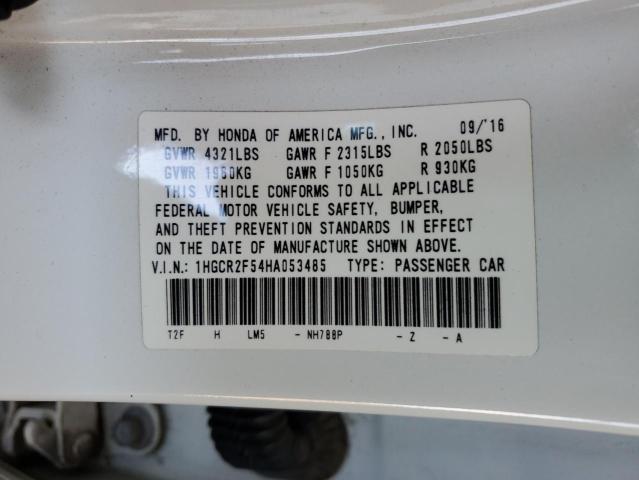 MFD. BY HONDA OF AMERICA MFG., INC. 09/'16
GVWR 4321LBS GAWR F 2315LBS R 2050LBS
GVWR 1960KG GAWR F 1050KG R 930KG
THIS VEHICLE CONFORMS TO ALL APPLICABLE
FEDERAL MOTOR VEHICLE SAFETY, BUMPER,
AND THEFT PREVENTION STANDARDS IN EFFECT
ON THE DATE OF MANUFACTURE SHOWN ABOVE.
V.I.N.: 1HGCR2F54HA053485 TYPE: PASSENGER CAR
T2F H LM5 - NH788P - Z - A